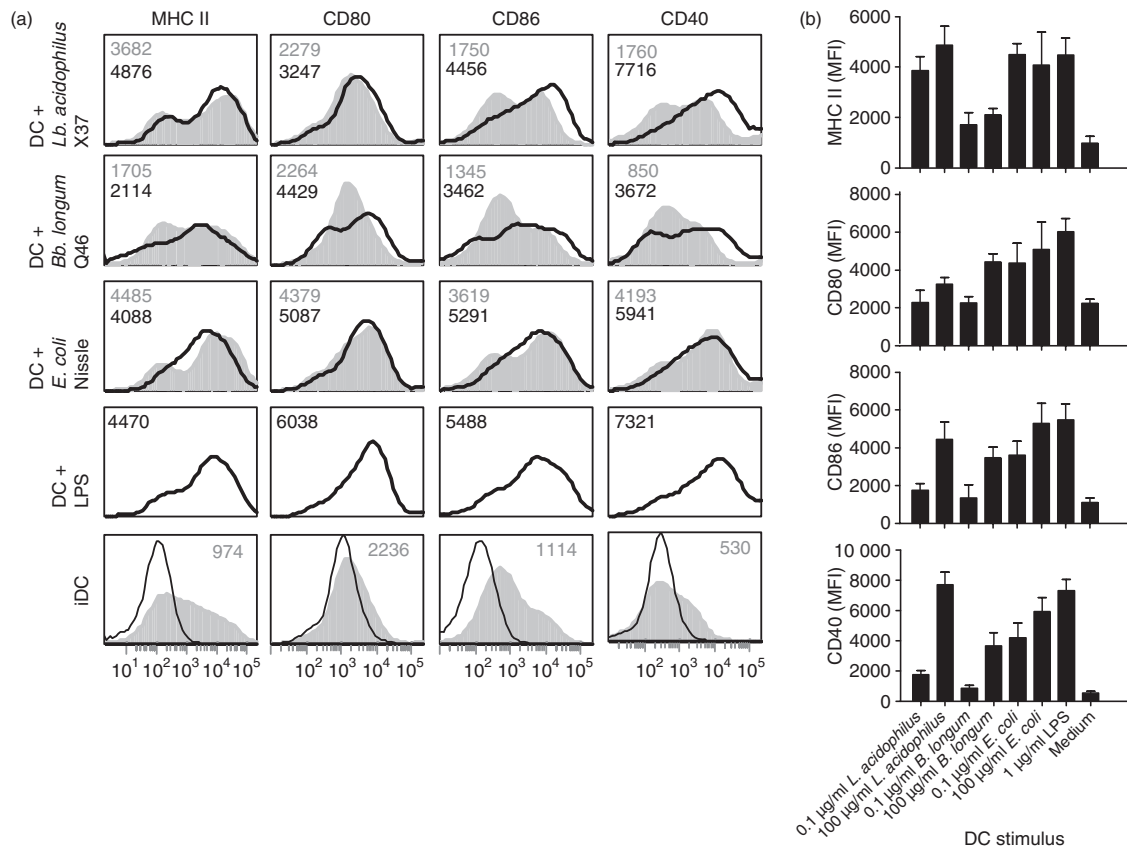 (a)
MHC II
CD80
CD86
CD40
DC +
Lb. acidophilus
X37
3682
4876
2279
3247
1750
4456
1760
7716
DC +
Bb. longum
Q46
1705
2114
2264
4429
1345
3462
850
3672
DC +
E. coli
Nissle
4485
4088
4379
5087
3619
5291
4193
5941
DC +
LPS
4470
6038
5488
7321
iDC
974
2236
1114
530
10¹ 10² 10³ 10⁴ 10⁵
10² 10³ 10⁴ 10⁵
10² 10³ 10⁴ 10⁵
10² 10³ 10⁴ 10⁵
(b)
MHC II (MFI)
6000
4000
2000
0
CD80 (MFI)
8000
6000
4000
2000
0
CD86 (MFI)
8000
6000
4000
2000
0
CD40 (MFI)
10 000
8000
6000
4000
2000
0
0.1 µg/ml L. acidophilus
100 µg/ml L. acidophilus
0.1 µg/ml B. longum
100 µg/ml B. longum
0.1 µg/ml E. coli
100 µg/ml E. coli
1 µg/ml LPS
Medium
DC stimulus